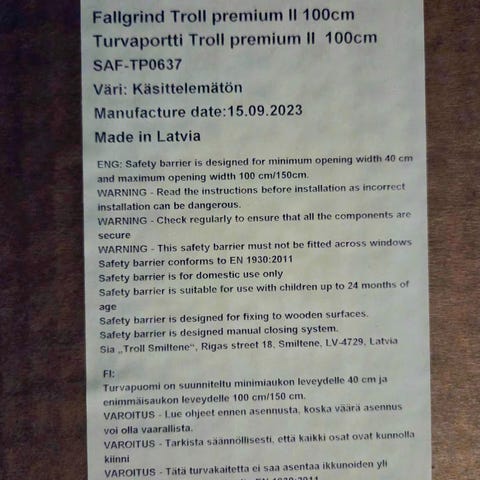 Fallgrind Troll premium II 100cm
Turvaportti Troll premium II  100cm
SAF-TP0637
Väri: Käsittelemätön
Manufacture date:15.09.2023
Made in Latvia
ENG: Safety barrier is designed for minimum opening width 40 cm
and maximum opening width 100 cm/150cm.
WARNING - Read the instructions before installation as incorrect
installation can be dangerous.
WARNING - Check regularly to ensure that all the components are
secure
WARNING - This safety barrier must not be fitted across windows
Safety barrier conforms to EN 1930:2011
Safety barrier is for domestic use only
Safety barrier is suitable for use with children up to 24 months of
age
Safety barrier is designed for fixing to wooden surfaces.
Safety barrier is designed manual closing system.
Sia „Troll Smiltene“, Rigas street 18, Smiltene, LV-4729, Latvia
FI:
Turvapuomi on suunniteltu minimiaukon leveydelle 40 cm ja
enimmäisaukon leveydelle 100 cm/150 cm.
VAROITUS - Lue ohjeet ennen asennusta, koska väärä asennus
voi olla vaarallista.
VAROITUS - Tarkista säännöllisesti, että kaikki osat ovat kunnolla
kiinni
VAROITUS - Tätä turvakaitetta ei saa asentaa ikkunoiden yli